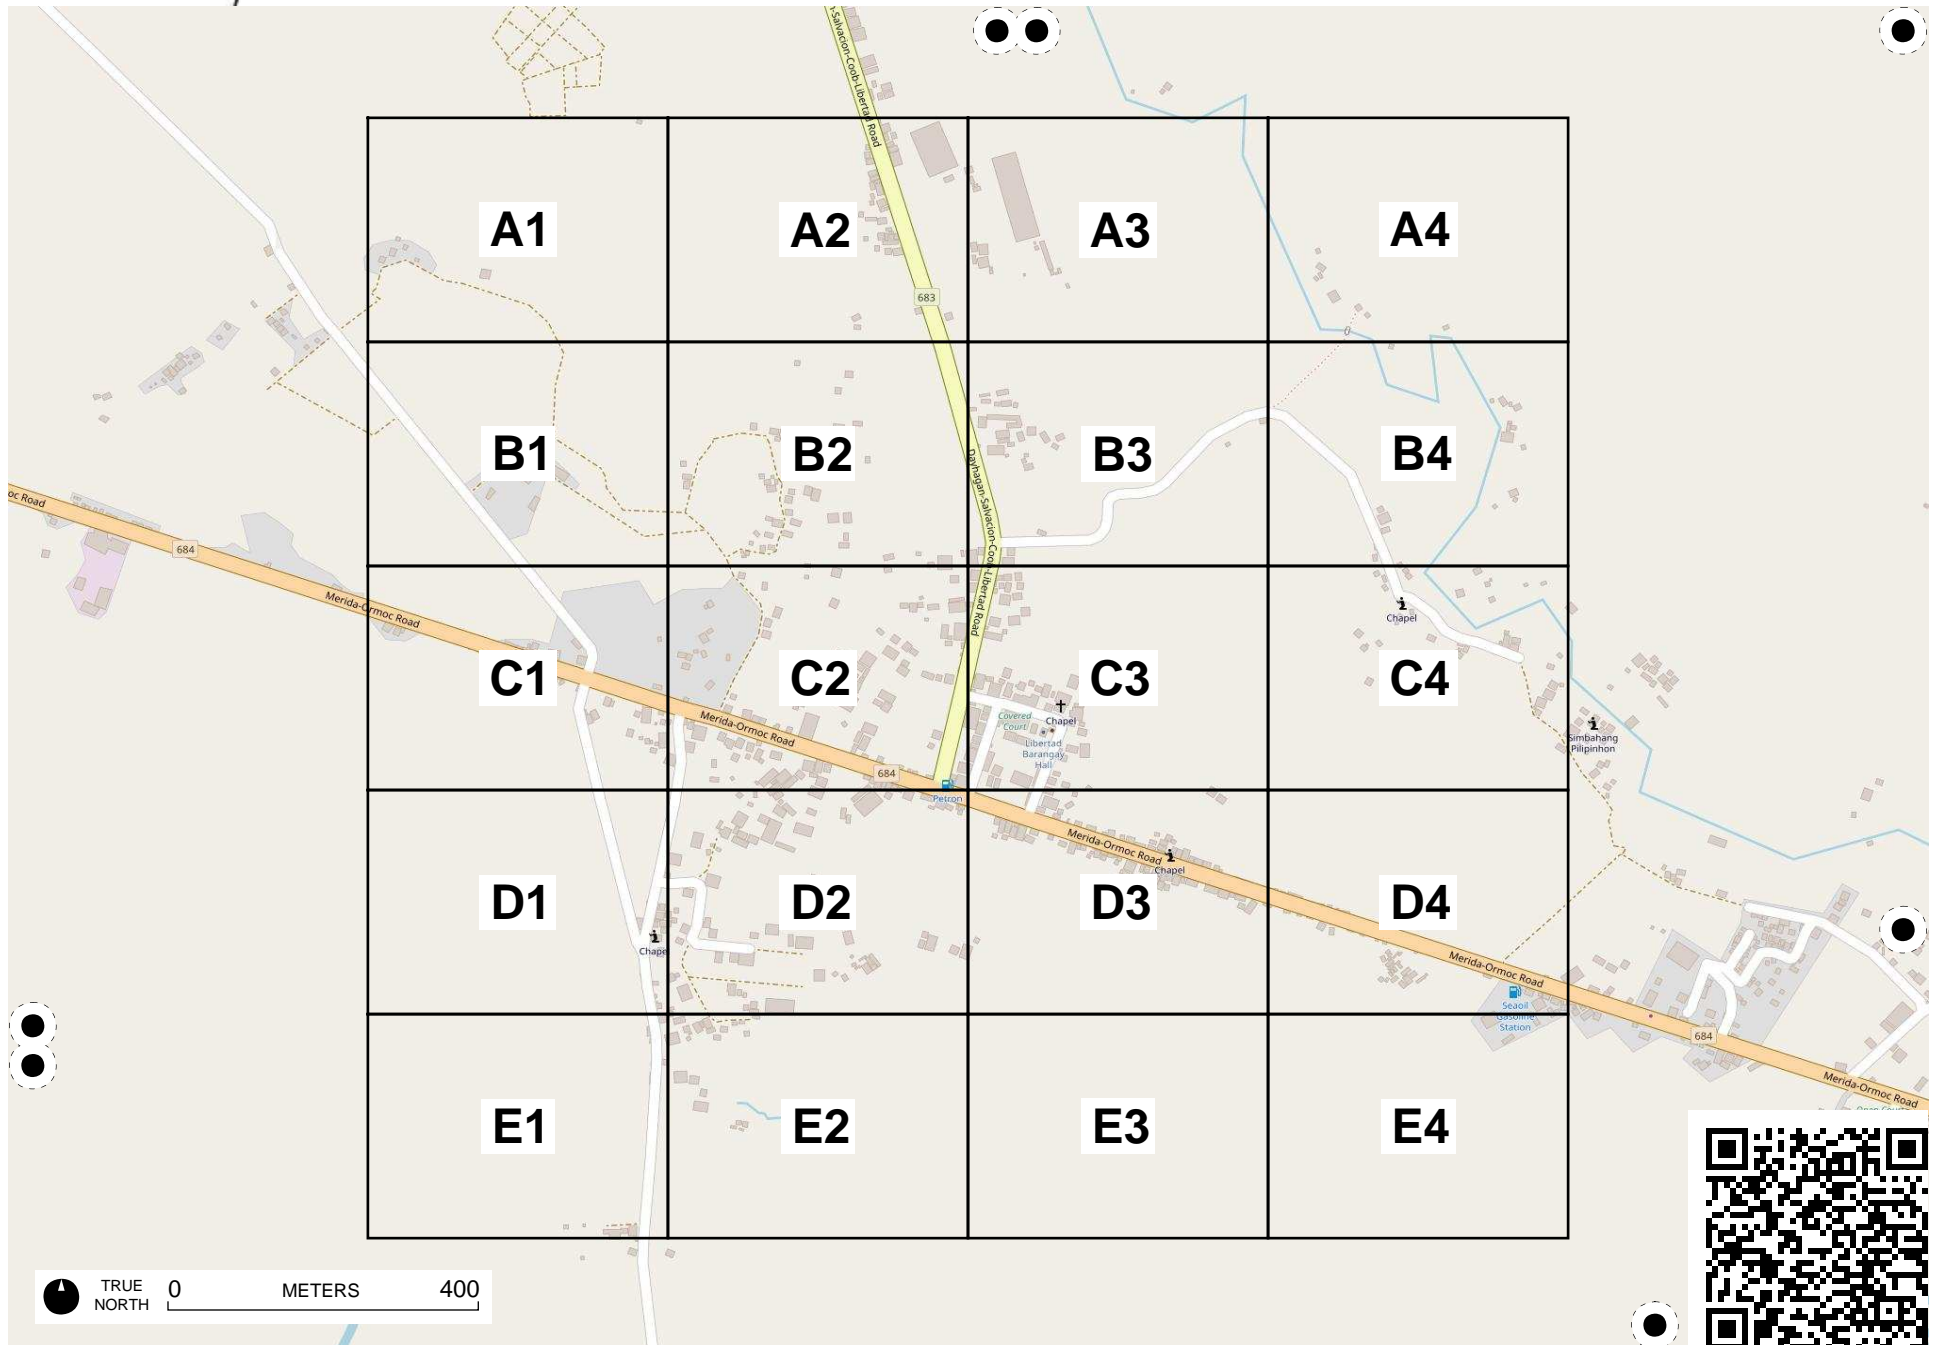 n-Salvacion-Coob-Libertad Road
A1
A2
A3
A4
683
0
B1
B2
B3
B4
Dayhagan-Salvacion-Coob-Libertad Road
oc Road
684
Merida-Ormoc Road
Chapel
C1
C2
C3
C4
Covered
Court
Chapel
Libertad
Barangay
Hall
Simbahang
Pilipinhon
Merida-Ormoc Road
684
Petron
Merida-Ormoc Road
Chapel
D1
D2
D3
D4
Chape
Merida-Ormoc Road
Seaoil
Gasoline
Station
684
Merida-Ormoc Road
E1
E2
E3
E4
TRUE
NORTH
0 METERS 400